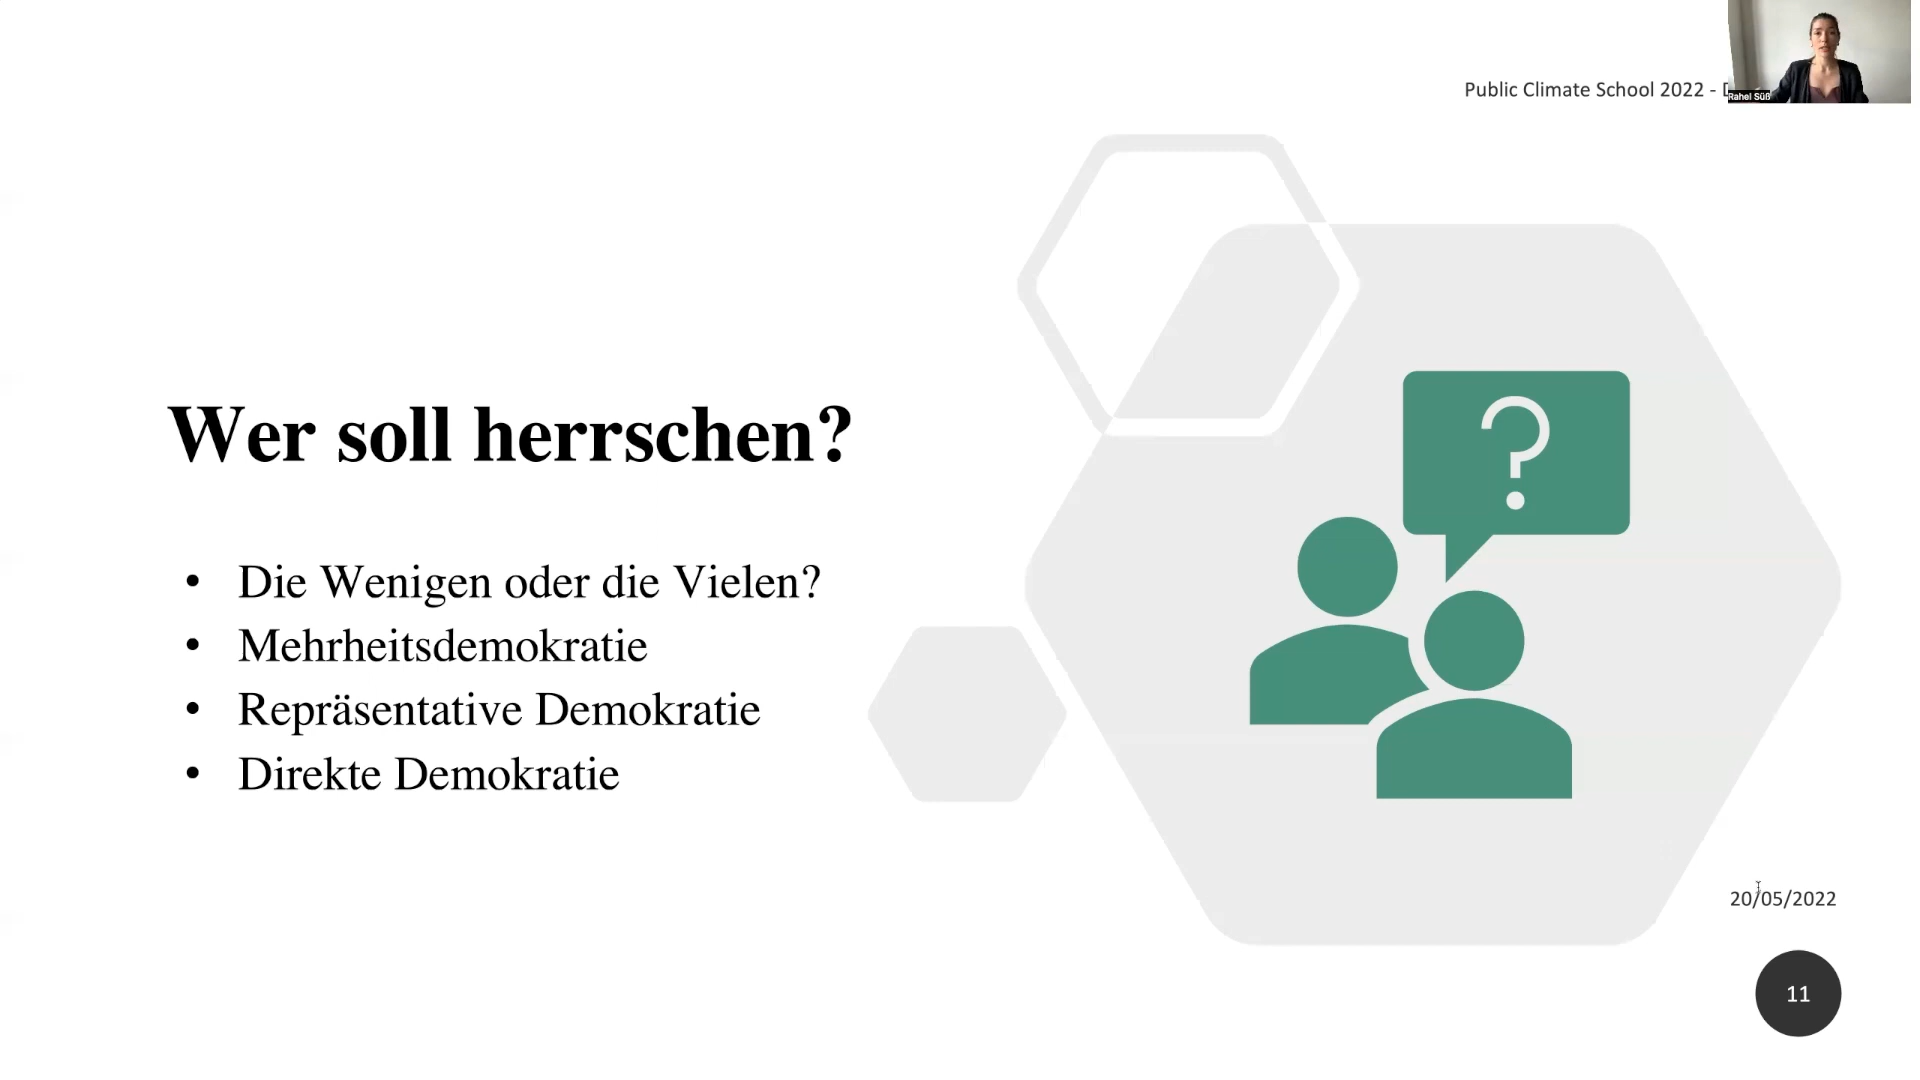 Public Climate School 2022 -
Rahel Süß
Wer soll herrschen?
?
• Die Wenigen oder die Vielen?
• Mehrheitsdemokratie
• Repräsentative Demokratie
• Direkte Demokratie
20/05/2022
11